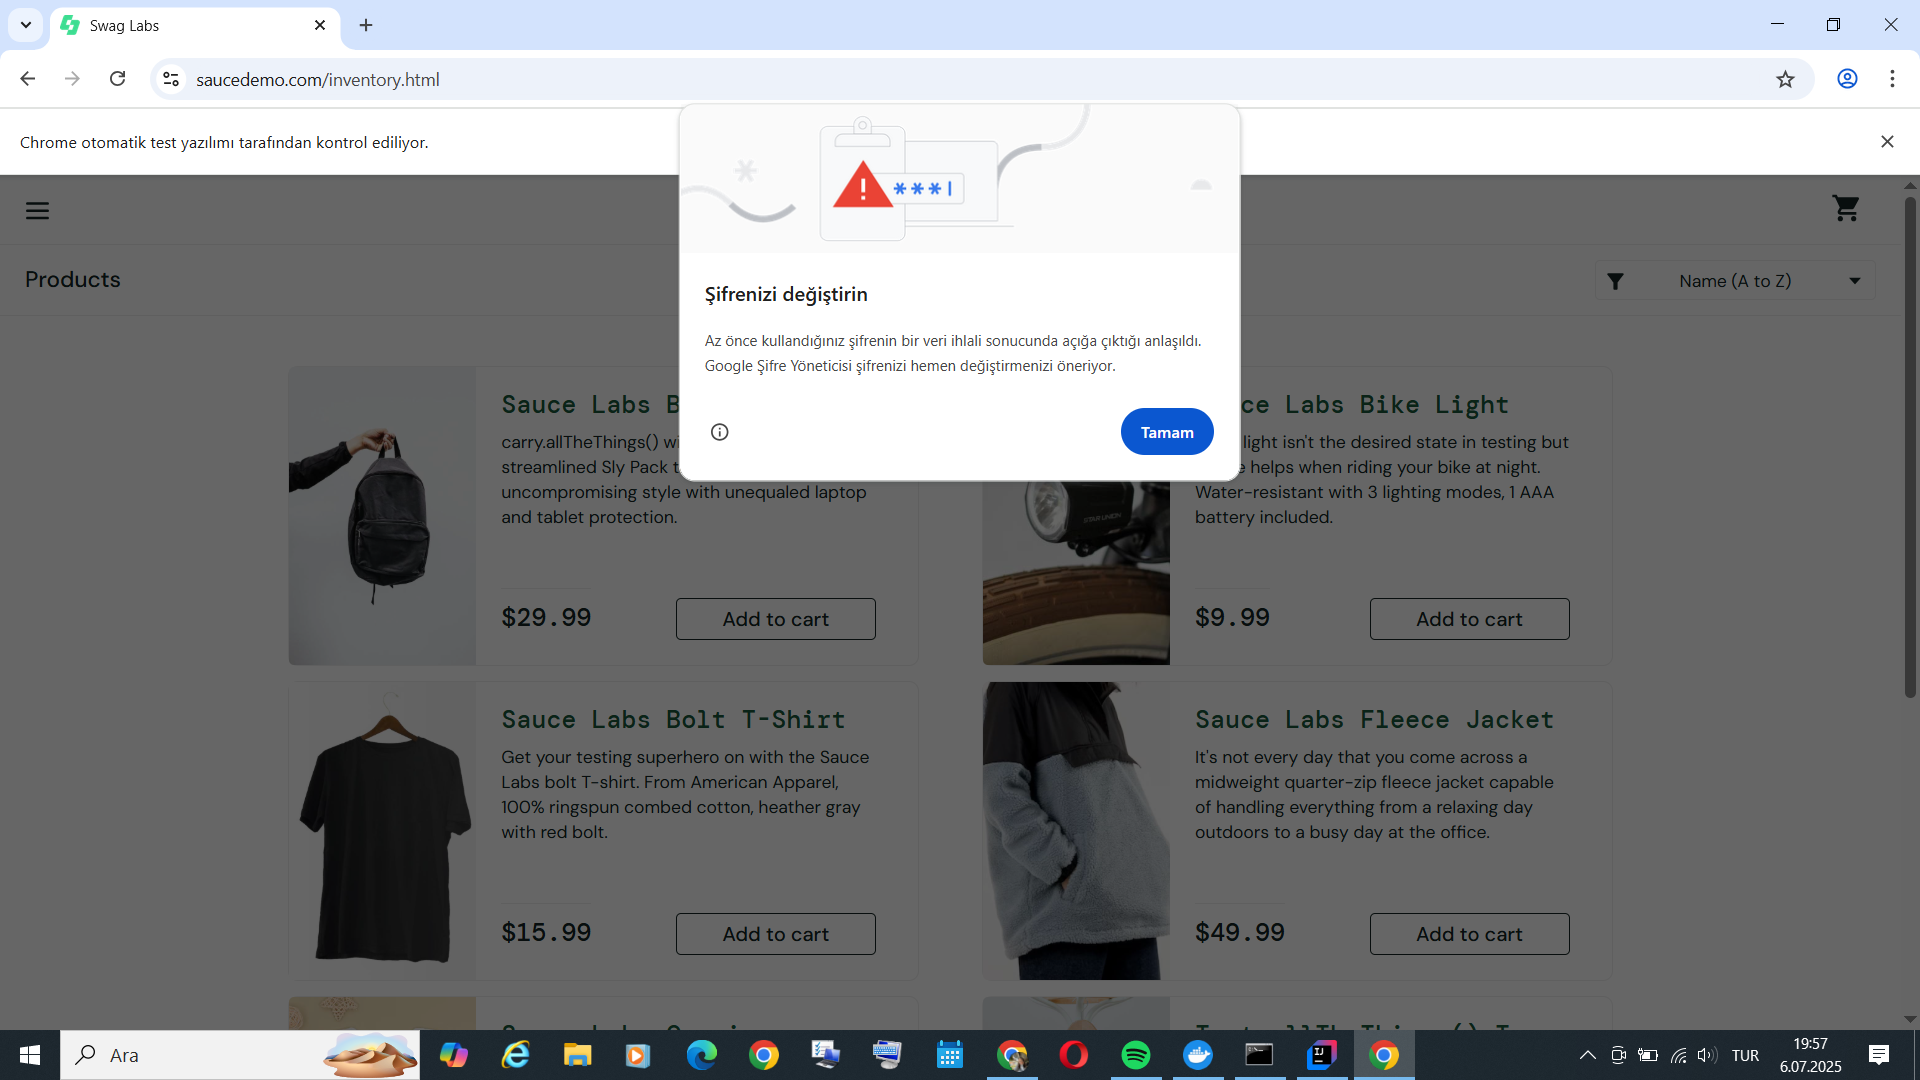 Swag Labs
saucedemo.com/inventory.html
Chrome otomatik test yazılımı tarafından kontrol ediliyor.
***
Şifrenizi değiştirin
Az önce kullandığınız şifrenin bir veri ihlali sonucunda açığa çıktığı anlaşıldı.
Google Şifre Yöneticisi şifrenizi hemen değiştirmenizi öneriyor.
Tamam
Products
Name (A to Z)
Sauce Labs B
carry.allTheThings() wi
streamlined Sly Pack t
uncompromising style with unequaled laptop
and tablet protection.
$29.99
Add to cart
ce Labs Bike Light
light isn't the desired state in testing but
e helps when riding your bike at night.
Water-resistant with 3 lighting modes, 1 AAA
battery included.
$9.99
Add to cart
Sauce Labs Bolt T-Shirt
Get your testing superhero on with the Sauce
Labs bolt T-shirt. From American Apparel,
100% ringspun combed cotton, heather gray
with red bolt.
$15.99
Add to cart
Sauce Labs Fleece Jacket
It's not every day that you come across a
midweight quarter-zip fleece jacket capable
of handling everything from a relaxing day
outdoors to a busy day at the office.
$49.99
Add to cart
Ara
TUR
19:57
6.07.2025